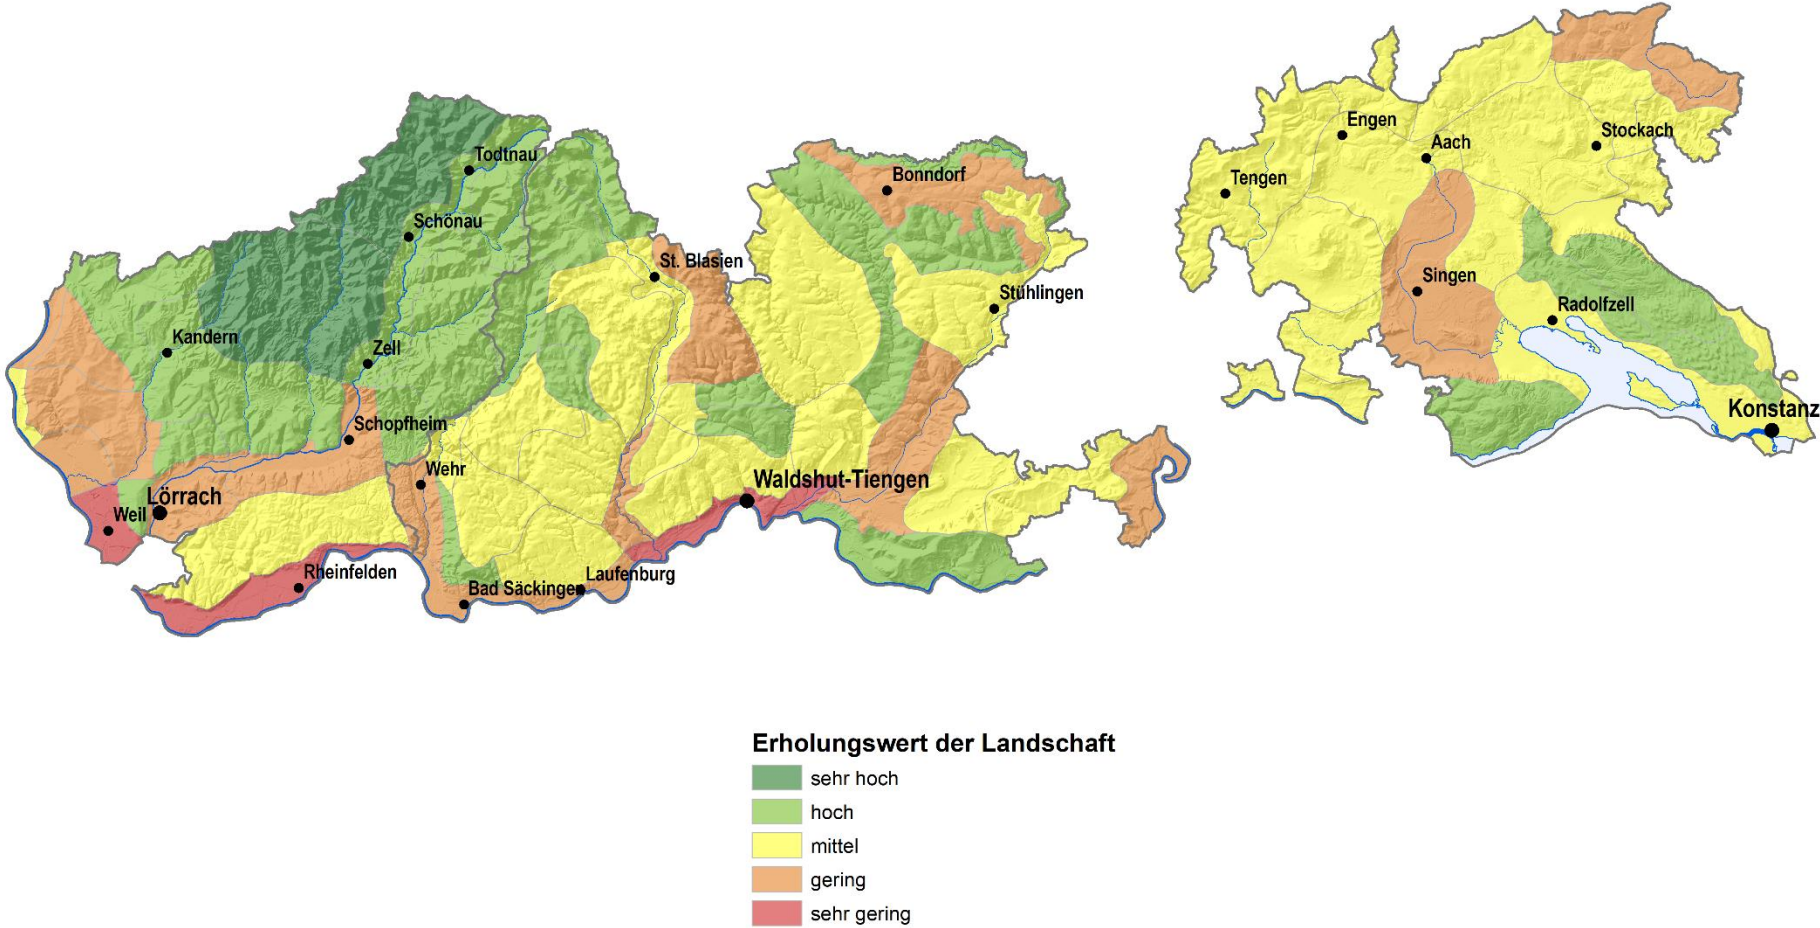 Engen
Aach
Stockach
Tengen
Todtnau
Bonndorf
Schönau
St. Blasien
Singen
Stühlingen
Radolfzell
Kandern
Zell
Konstanz
Schopfheim
Wehr
Waldshut-Tiengen
Lörrach
Weil
Rheinfelden
Laufenburg
Bad Säckingen
Erholungswert der Landschaft
sehr hoch
hoch
mittel
gering
sehr gering